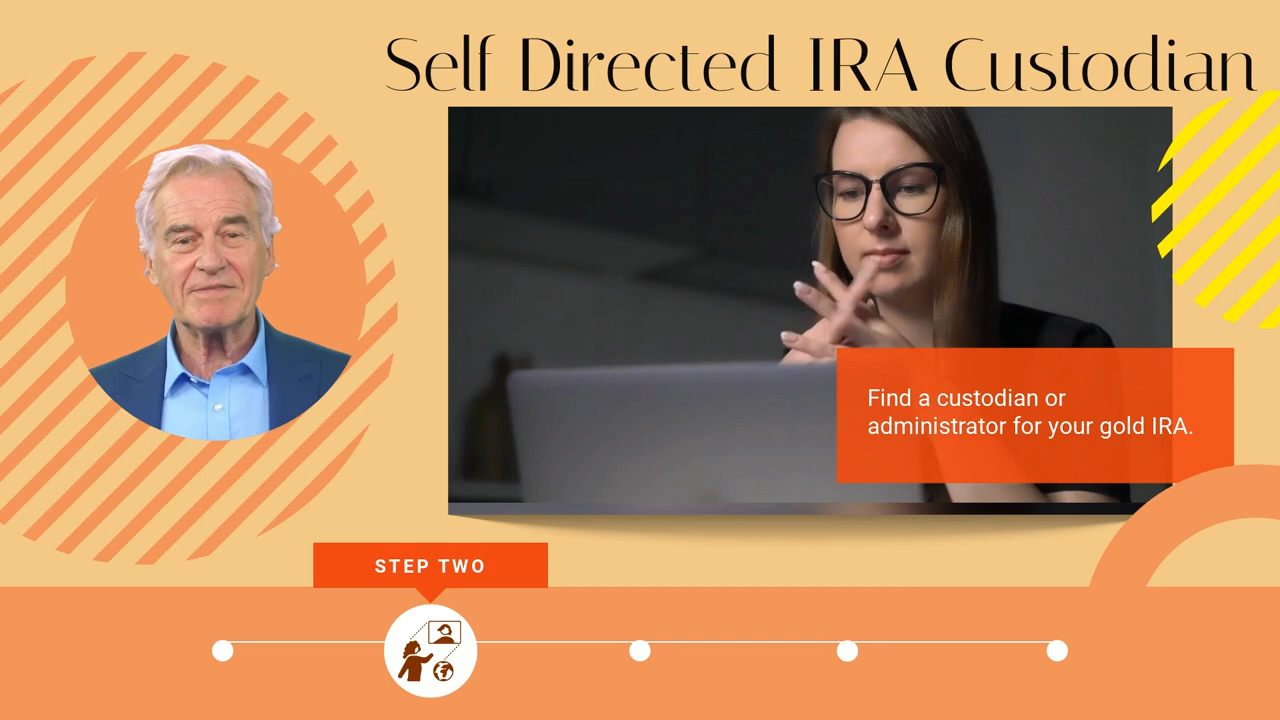 Self Directed IRA Custodian
Find a custodian or
administrator for your gold IRA.
STEP TWO